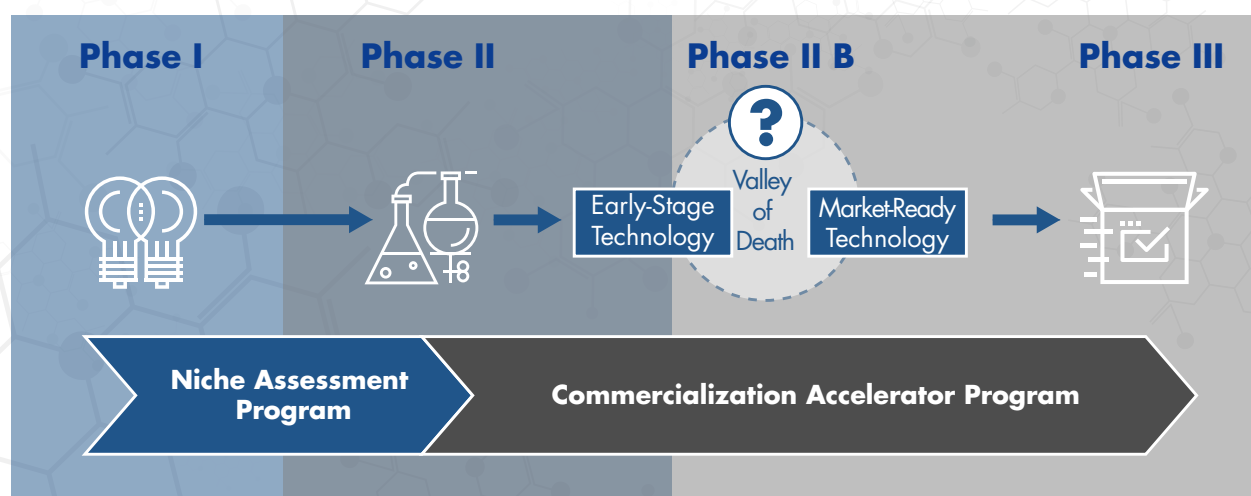 Phase I
Phase II
Phase II B
Phase III
?
Valley
of
Death
Early-Stage
Technology
Market-Ready
Technology
Niche Assessment
Program
Commercialization Accelerator Program